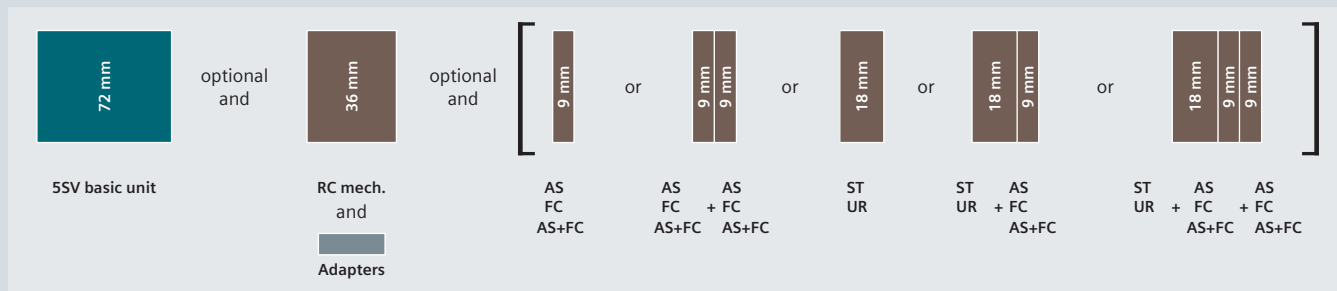 72 mm
optional
and
36 mm
optional
and
9 mm
or
9 mm
9 mm
or
18 mm
or
18 mm
9 mm
or
18 mm
9 mm
9 mm
5SV basic unit
RC mech.
and
Adapters
AS
FC
AS+FC
AS AS
FC + FC
AS+FC AS+FC
ST
UR
ST AS
UR + FC
AS+FC
ST AS AS
UR + FC + FC
AS+FC AS+FC